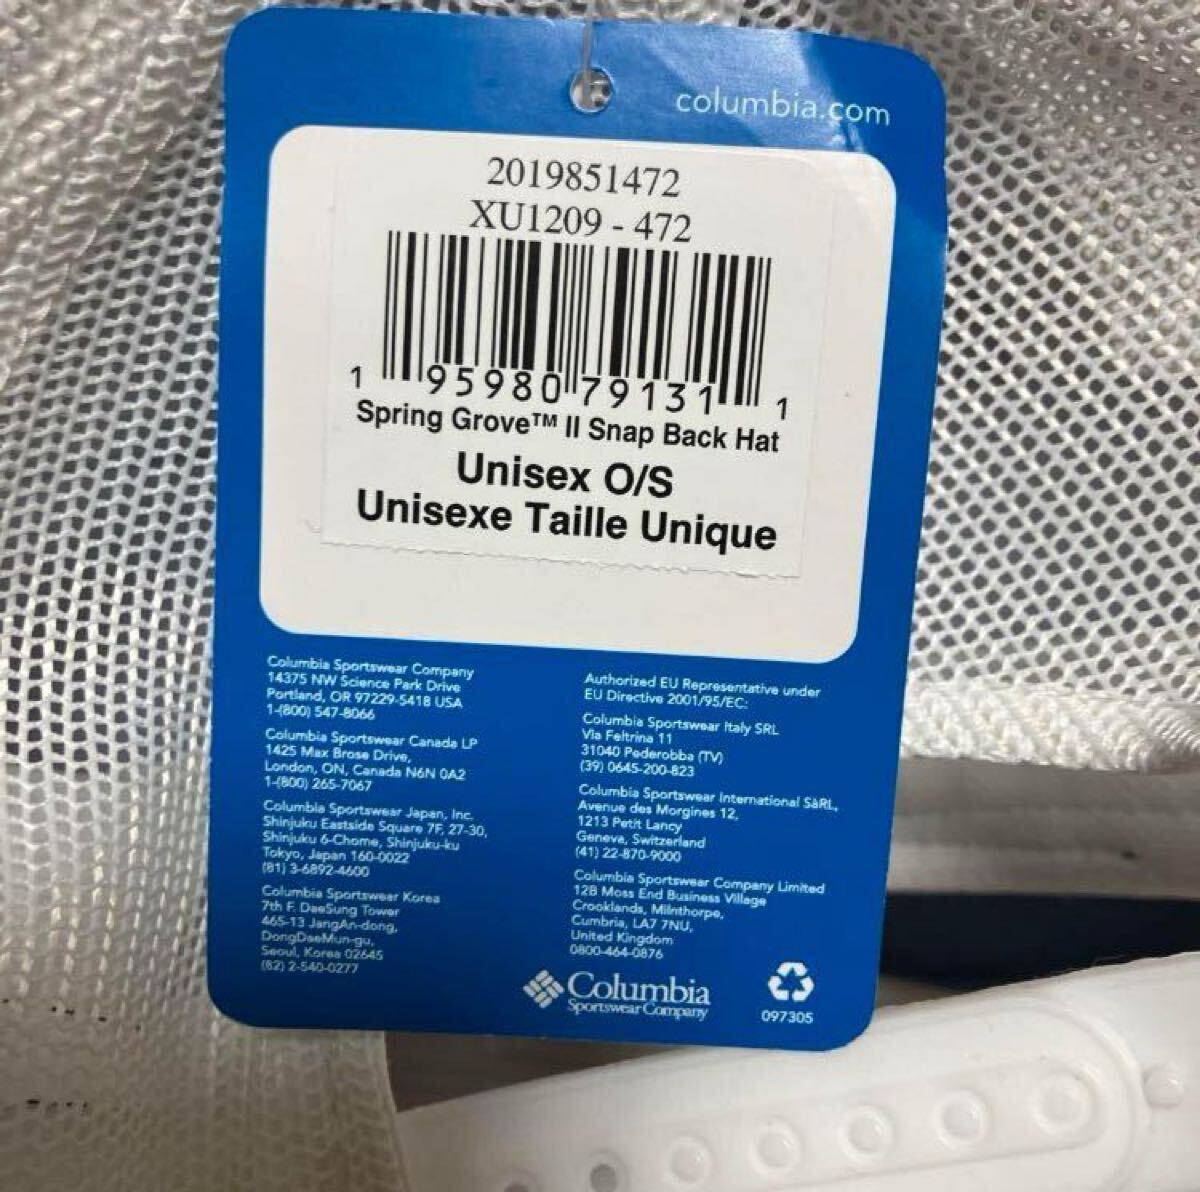 columbia.com
2019851472
XU1209 - 472
1 95980 79131 1
Spring Grove™ II Snap Back Hat
Unisex O/S
Unisexe Taille Unique
Columbia Sportswear Company
14375 NW Science Park Drive
Portland, OR 97229-5418 USA
1-(800) 547-8066
Columbia Sportswear Canada LP
1425 Max Brose Drive,
London, ON, Canada N6N 0A2
1-(800) 265-7067
Columbia Sportswear Japan, Inc.
Shinjuku Eastside Square 7F, 27-30,
Shinjuku 6-Chome, Shinjuku-ku
Tokyo, Japan 160-0022
(81) 3-6892-4600
Columbia Sportswear Korea
7th F. DaeSung Tower
465-13 JangAn-dong,
DongDaeMun-gu,
Seoul, Korea 02645
(82) 2-540-0277
Authorized EU Representative under
EU Directive 2001/95/EC:
Columbia Sportswear Italy SRL
Via Feltrina 11
31040 Pederobba (TV)
(39) 0645-200-823
Columbia Sportswear International SàRL,
Avenue des Morgines 12,
1213 Petit Lancy
Geneva, Switzerland
(41) 22-870-9000
Columbia Sportswear Company Limited
12B Moss End Business Village
Crooklands, Milnthorpe,
Cumbria, LA7 7NU,
United Kingdom
0800-464-0876
Columbia
Sportswear Company
097305